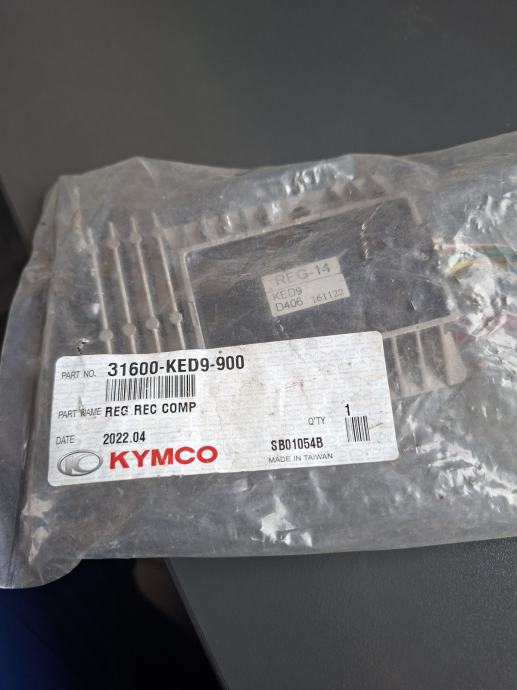 REG-14
KED9
D406 161122
PART NO. 31600-KED9-900
PART NAME REG REC COMP
Q'TY 1
DATE 2022.04
SB01054B
KYMCO
MADE IN TAIWAN